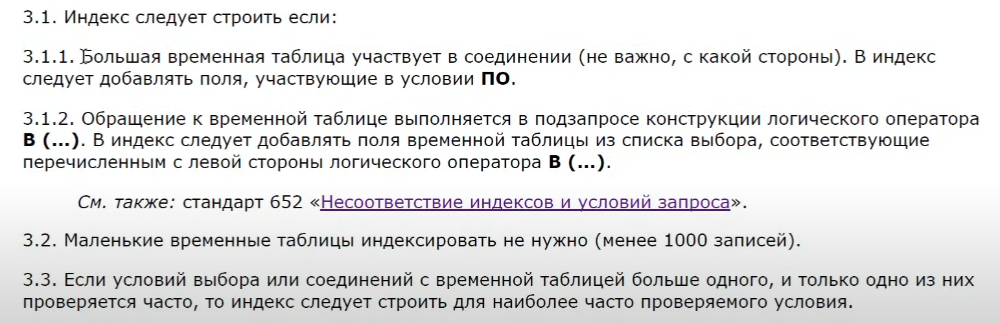 3.1. Индекс следует строить если:
3.1.1. Большая временная таблица участвует в соединении (не важно, с какой стороны). В индекс
следует добавлять поля, участвующие в условии ПО.
3.1.2. Обращение к временной таблице выполняется в подзапросе конструкции логического оператора
В (...). В индекс следует добавлять поля временной таблицы из списка выбора, соответствующие
перечисленным с левой стороны логического оператора В (...).
См. также: стандарт 652 «Несоответствие индексов и условий запроса».
3.2. Маленькие временные таблицы индексировать не нужно (менее 1000 записей).
3.3. Если условий выбора или соединений с временной таблицей больше одного, и только одно из них
проверяется часто, то индекс следует строить для наиболее часто проверяемого условия.